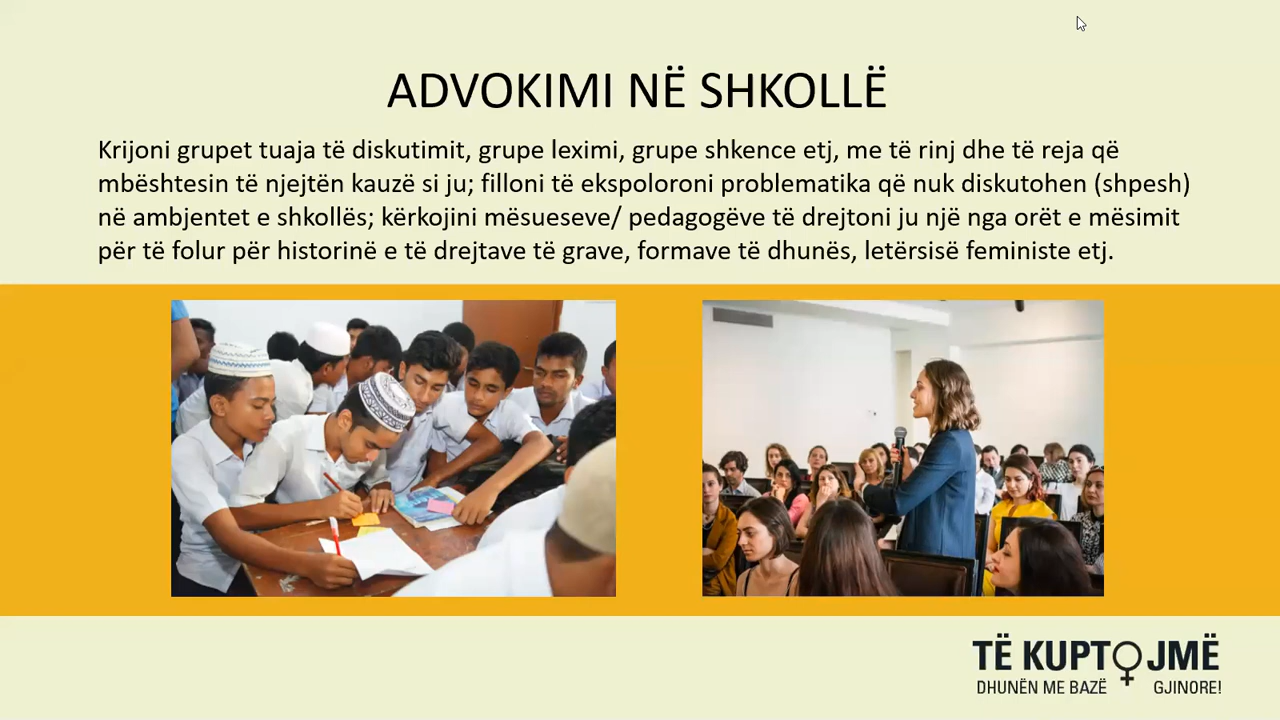 ADVOKIMI NË SHKOLLË
Krijoni grupet tuaja të diskutimit, grupe leximi, grupe shkence etj, me të rinj dhe të reja që
mbështesin të njejtën kauzë si ju; filloni të ekspoloroni problematika që nuk diskutohen (shpesh)
në ambjentet e shkollës; kërkojini mësueseve/ pedagogëve të drejtoni ju një nga orët e mësimit
për të folur për historinë e të drejtave të grave, formave të dhunës, letërsisë feministe etj.
TË KUPTOJMË
DHUNËN ME BAZË GJINORE!